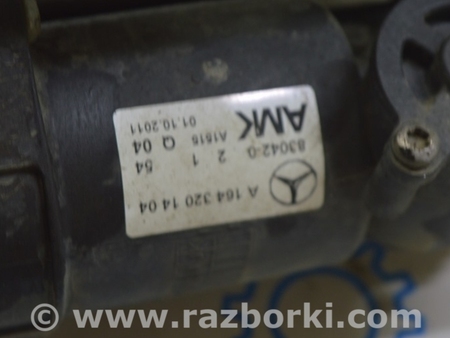 AMK
83042-0 2 1 54
A1515 Q 04
01.10.2011
A 164 320 14 04
© www.razborki.com